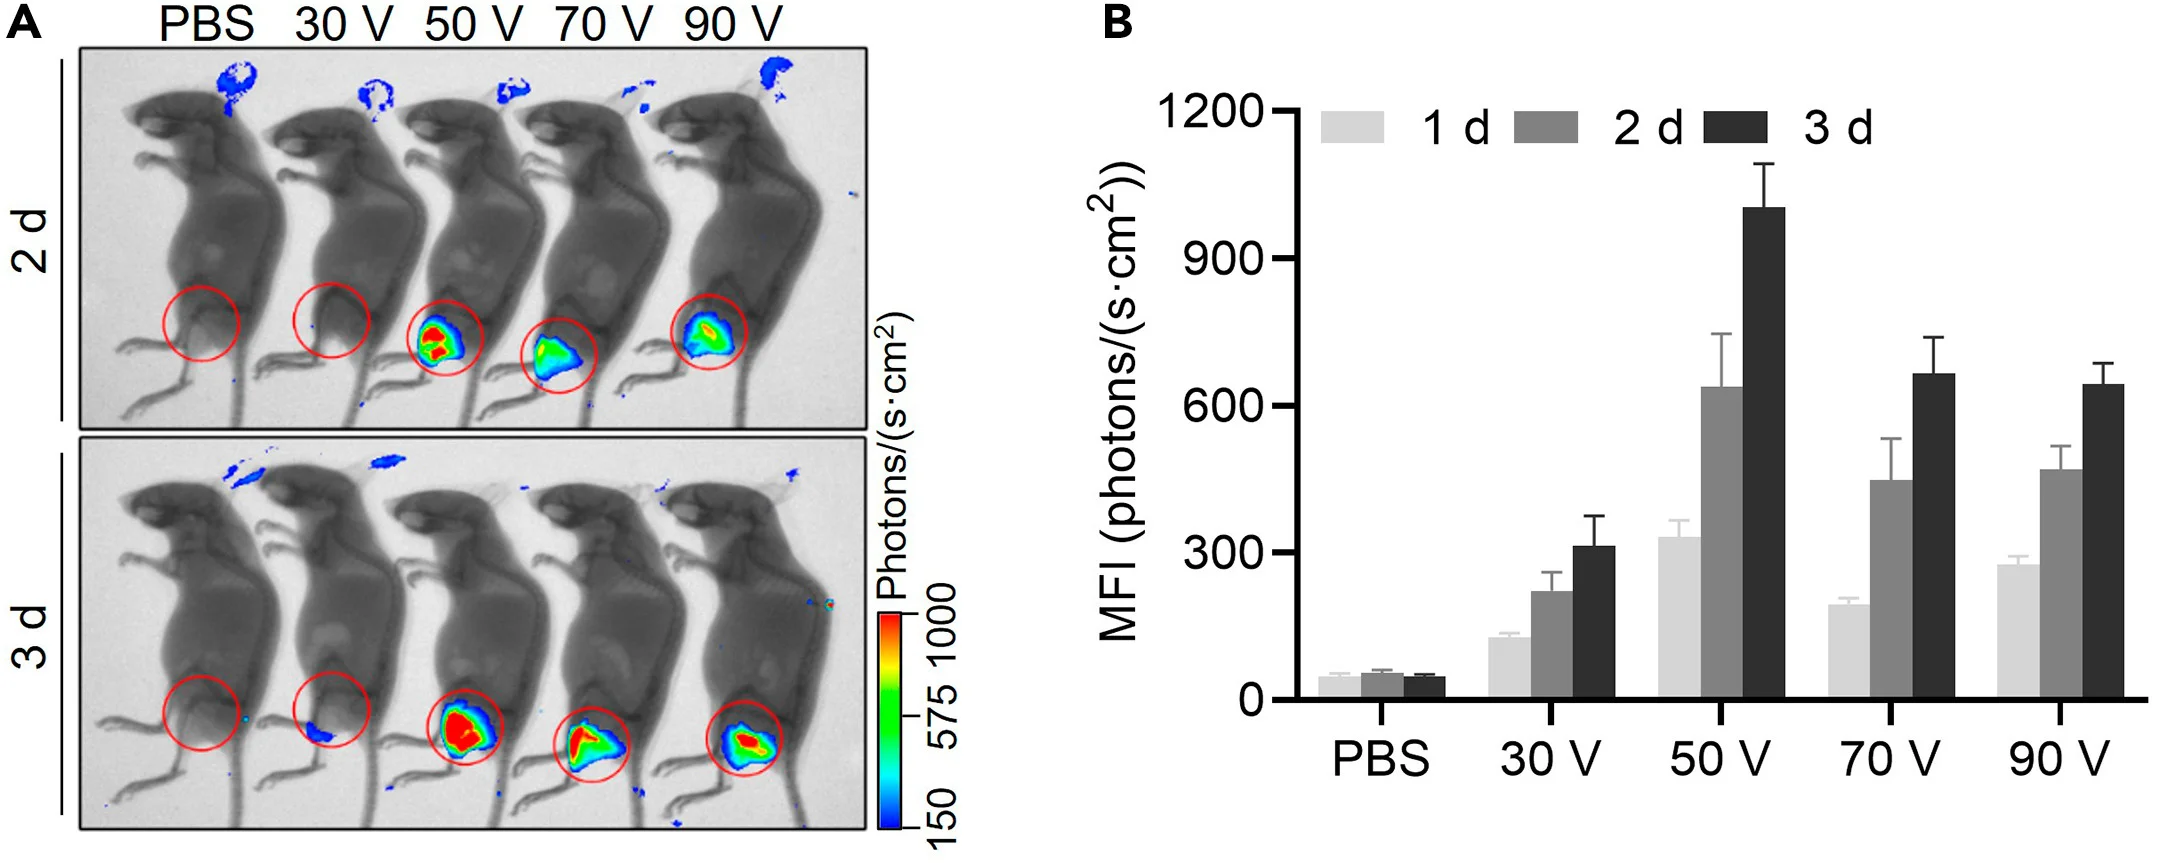 A
PBS 30 V 50 V 70 V 90 V
2 d
3 d
Photons/(s·cm²)
1000
575
150
B
MFI (photons/(s·cm²))
1200
900
600
300
0
1 d 2 d 3 d
PBS 30 V 50 V 70 V 90 V